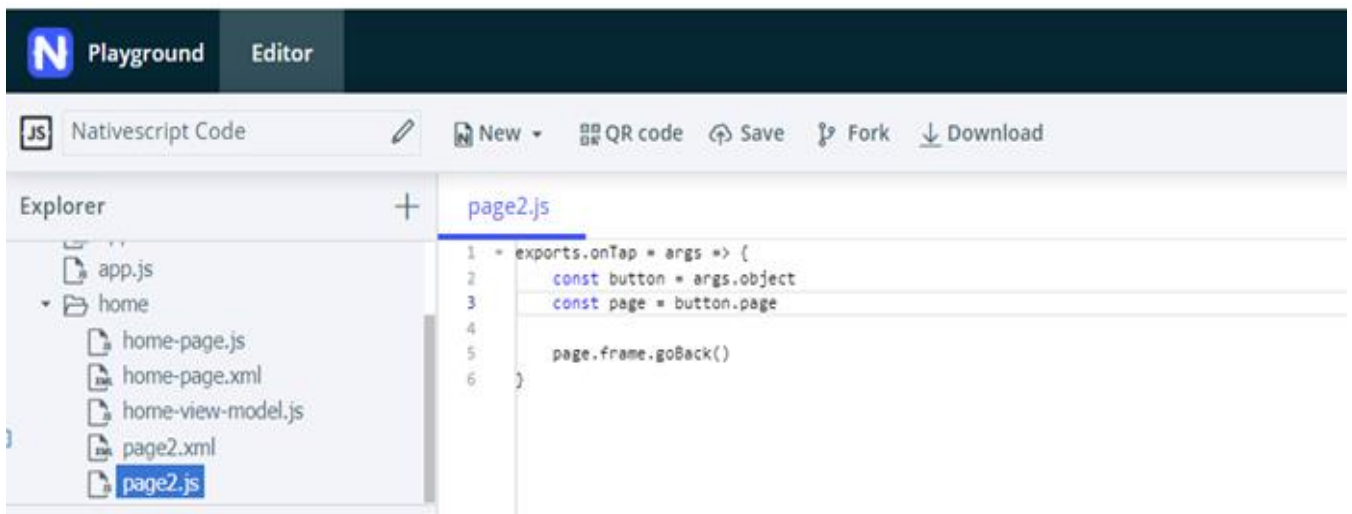 N Playground Editor
JS Nativescript Code New QR code Save Fork Download
Explorer +
page2.js
app.js
home
home-page.js
home-page.xml
home-view-model.js
page2.xml
page2.js
1 exports.onTap = args => {
2 const button = args.object
3 const page = button.page
4
5 page.frame.goBack()
6 }